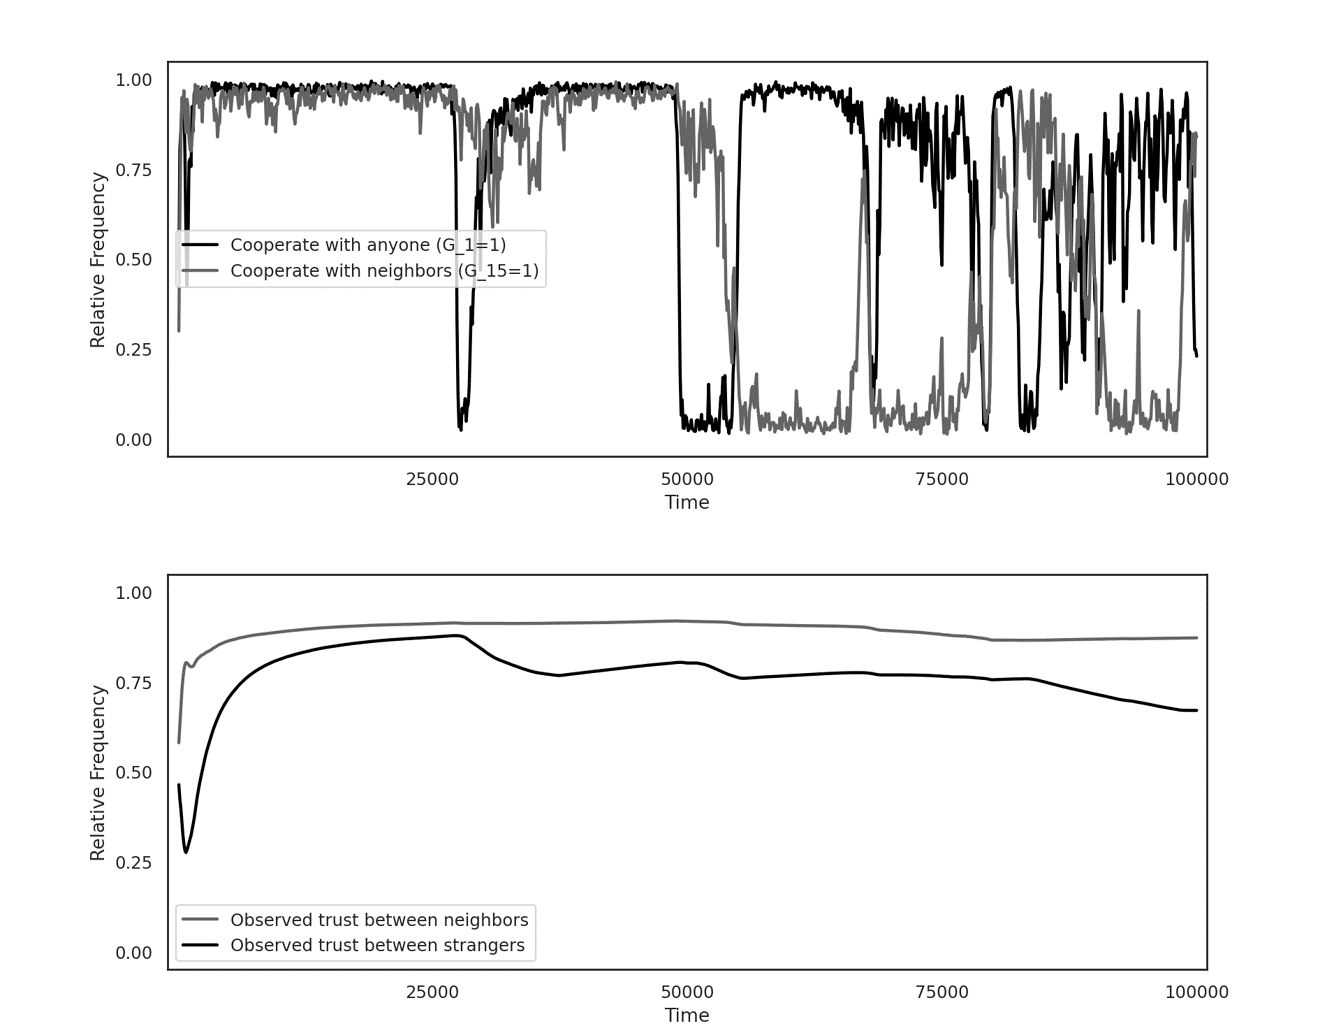 1.00
0.75
0.50
0.25
0.00
Relative Frequency
Cooperate with anyone (G_1=1)
Cooperate with neighbors (G_15=1)
25000 50000 75000 100000
Time
1.00
0.75
0.50
0.25
0.00
Relative Frequency
Observed trust between neighbors
Observed trust between strangers
25000 50000 75000 100000
Time